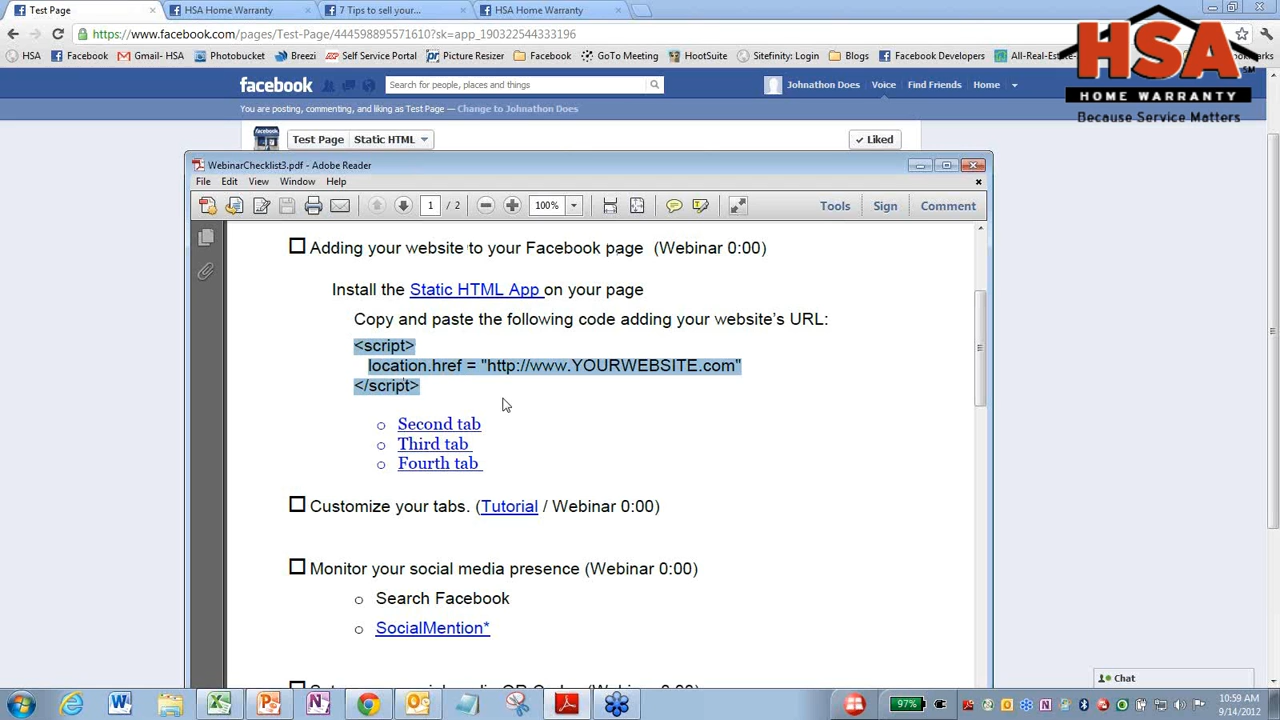 Test Page
HSA Home Warranty
7 Tips to sell your...
HSA Home Warranty
https://www.facebook.com/pages/Test-Page/444598895571610?sk=app_190322544333196
HSA
Facebook
Gmail- HSA
Photobucket
Breezi
Self Service Portal
Picture Resizer
Facebook
GoTo Meeting
HootSuite
Sitefinity: Login
Blogs
Facebook Developers
All-Real-Estate-
HSA
HOME WARRANTY
SM
Because Service Matters
facebook
Search for people, places and things
Johnathon Does
Voice
Find Friends
Home
You are posting, commenting, and liking as Test Page — Change to Johnathon Does
Test Page
Static HTML
Liked
WebinarChecklist3.pdf - Adobe Reader
File Edit View Window Help
1 / 2
100%
Tools
Sign
Comment
Adding your website to your Facebook page (Webinar 0:00)
Install the Static HTML App on your page
Copy and paste the following code adding your website's URL:
<script>
location.href = "http://www.YOURWEBSITE.com"
</script>
Second tab
Third tab
Fourth tab
Customize your tabs. (Tutorial / Webinar 0:00)
Monitor your social media presence (Webinar 0:00)
Search Facebook
SocialMention*
Chat
97%
10:59 AM
9/14/2012